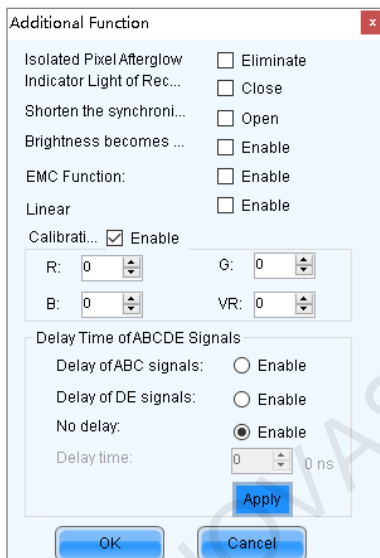 Additional Function x
Isolated Pixel Afterglow Eliminate
Indicator Light of Rec... Close
Shorten the synchroni... Open
Brightness becomes ... Enable
EMC Function: Enable
Linear Enable
Calibrati... Enable
R: 0 G: 0
B: 0 VR: 0
Delay Time of ABCDE Signals
Delay of ABC signals: Enable
Delay of DE signals: Enable
No delay: Enable
Delay time: 0 0 ns
Apply
OK Cancel